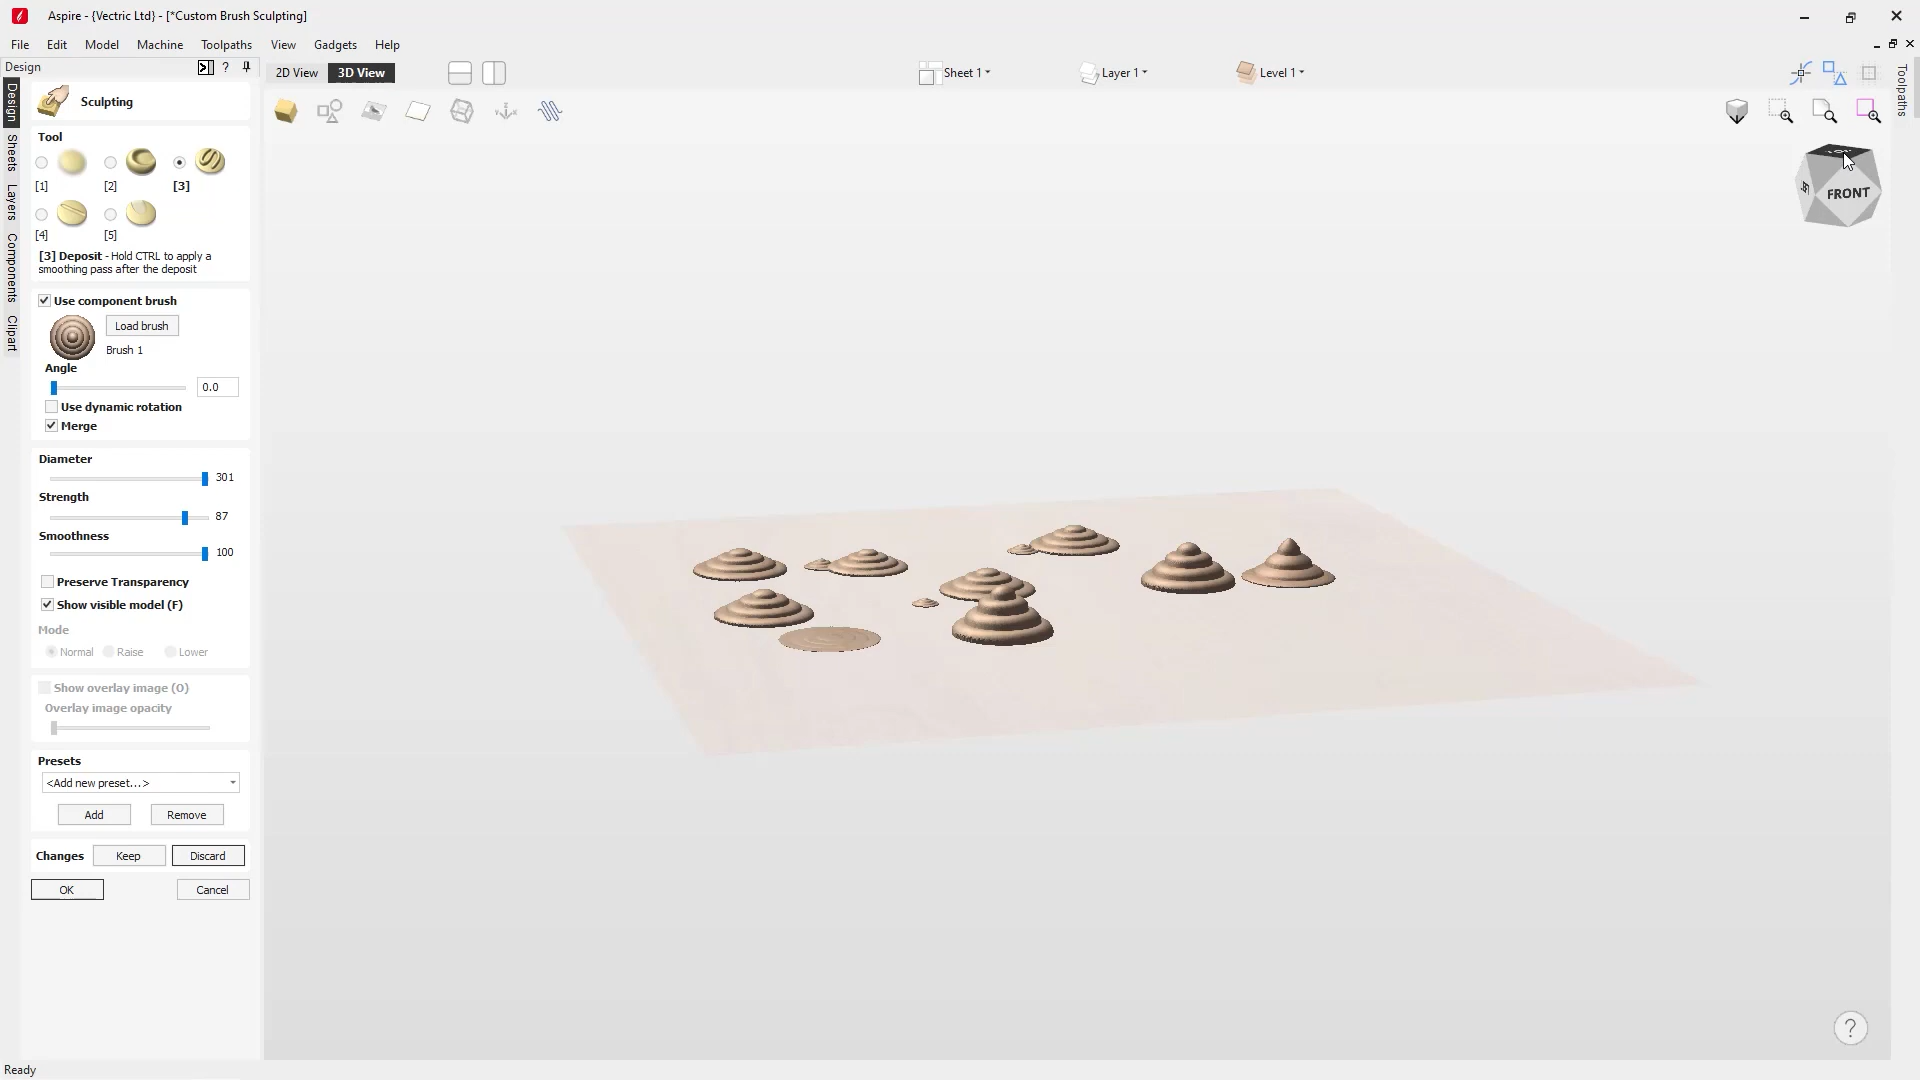 Aspire - {Vectric Ltd} - [*Custom Brush Sculpting]
File Edit Model Machine Toolpaths View Gadgets Help
Design ?
2D View 3D View Sheet 1 Layer 1 Level 1
Design
Sheets
Layers
Components
Clipart
Toolpaths
Sculpting
Tool
[1] [2] [3]
[4] [5]
[3] Deposit - Hold CTRL to apply a
smoothing pass after the deposit
Use component brush
Load brush
Brush 1
Angle
0.0
Use dynamic rotation
Merge
Diameter
301
Strength
87
Smoothness
100
Preserve Transparency
Show visible model (F)
Mode
Normal Raise Lower
Show overlay image (O)
Overlay image opacity
Presets
<Add new preset...>
Add Remove
Changes Keep Discard
OK Cancel
FRONT
?
Ready